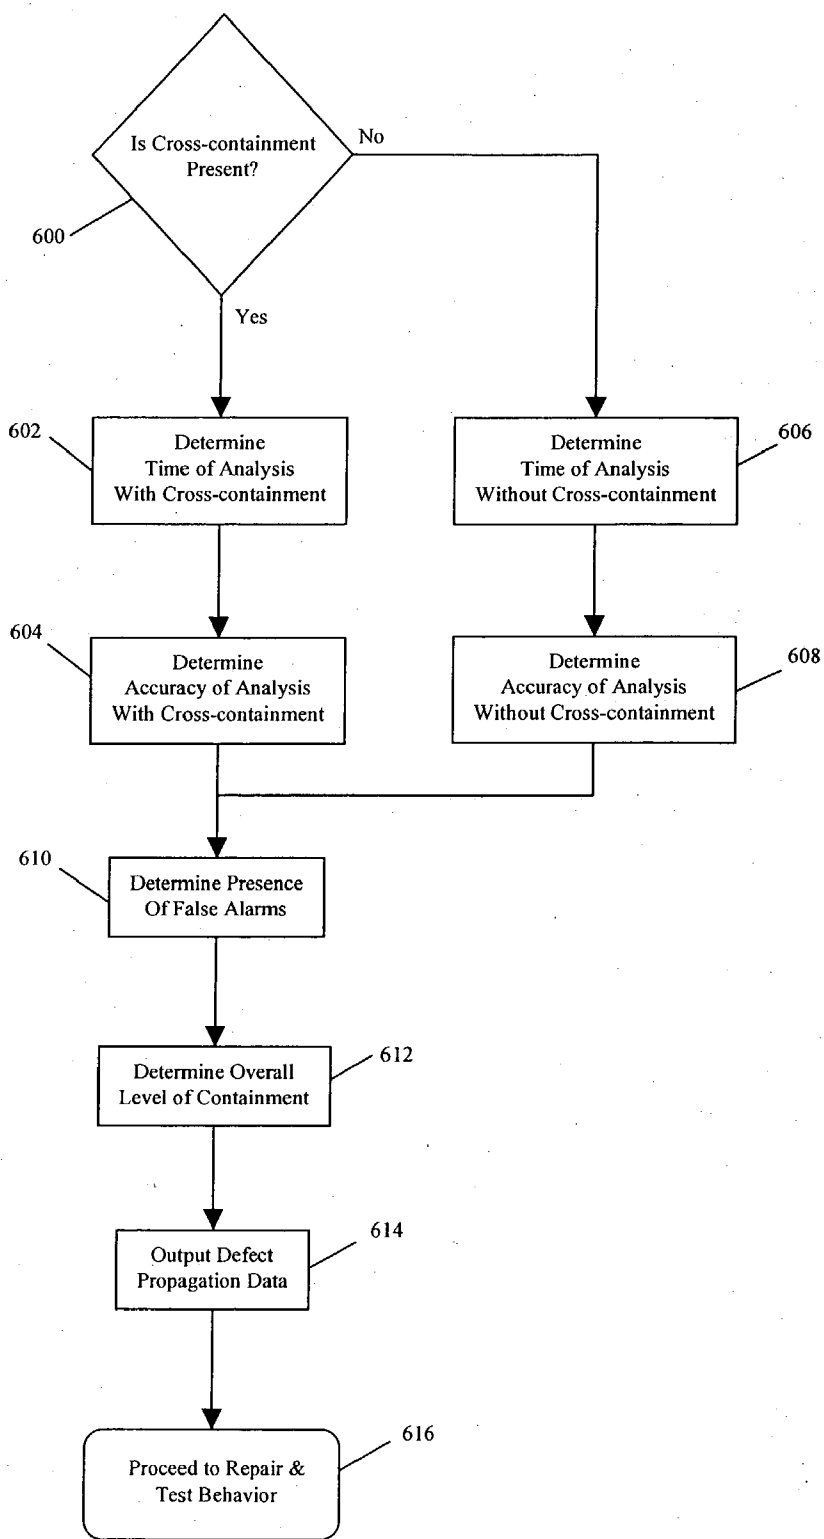 Is Cross-containment
Present?
No
600
Yes
602
Determine
Time of Analysis
With Cross-containment
606
Determine
Time of Analysis
Without Cross-containment
604
Determine
Accuracy of Analysis
With Cross-containment
608
Determine
Accuracy of Analysis
Without Cross-containment
610
Determine Presence
Of False Alarms
612
Determine Overall
Level of Containment
614
Output Defect
Propagation Data
616
Proceed to Repair &
Test Behavior